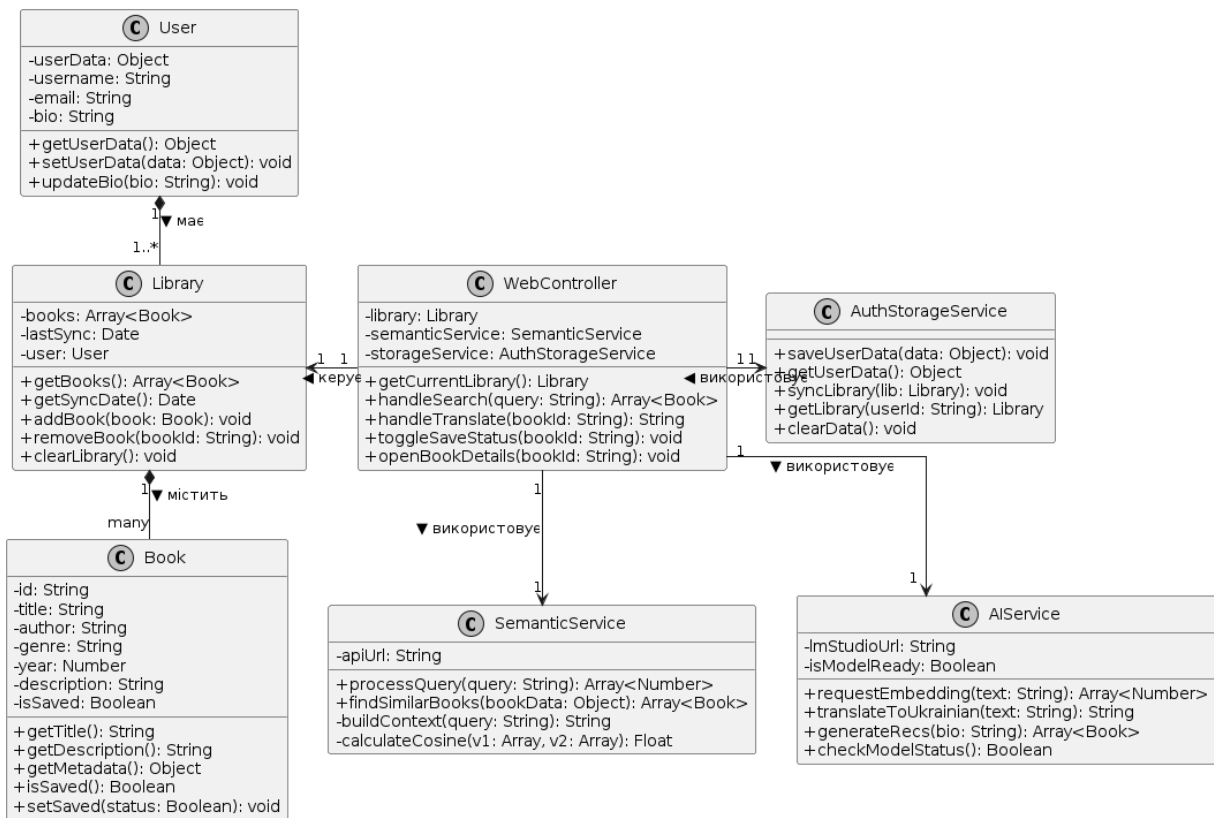 C User
-userData: Object
-username: String
-email: String
-bio: String
+getUserData(): Object
+setUserData(data: Object): void
+updateBio(bio: String): void
1
▼ має
1..*
C Library
-books: Array<Book>
-lastSync: Date
-user: User
+getBooks(): Array<Book>
+getSyncDate(): Date
+addBook(book: Book): void
+removeBook(bookId: String): void
+clearLibrary(): void
1 1
◀ керує
C WebController
-library: Library
-semanticService: SemanticService
-storageService: AuthStorageService
+getCurrentLibrary(): Library
+handleSearch(query: String): Array<Book>
+handleTranslate(bookId: String): String
+toggleSaveStatus(bookId: String): void
+openBookDetails(bookId: String): void
1 1
◀ використовує
C AuthStorageService
+saveUserData(data: Object): void
+getUserData(): Object
+syncLibrary(lib: Library): void
+getLibrary(userId: String): Library
+clearData(): void
1
▼ містить
many
1
▼ використовує
1
1
▼ використовує
1
C Book
-id: String
-title: String
-author: String
-genre: String
-year: Number
-description: String
-isSaved: Boolean
+getTitle(): String
+getDescription(): String
+getMetadata(): Object
+isSaved(): Boolean
+setSaved(status: Boolean): void
C SemanticService
-apiUrl: String
+processQuery(query: String): Array<Number>
+findSimilarBooks(bookData: Object): Array<Book>
-buildContext(query: String): String
-calculateCosine(v1: Array, v2: Array): Float
C AIService
-lmStudioUrl: String
-isModelReady: Boolean
+requestEmbedding(text: String): Array<Number>
+translateToUkrainian(text: String): String
+generateRecs(bio: String): Array<Book>
+checkModelStatus(): Boolean